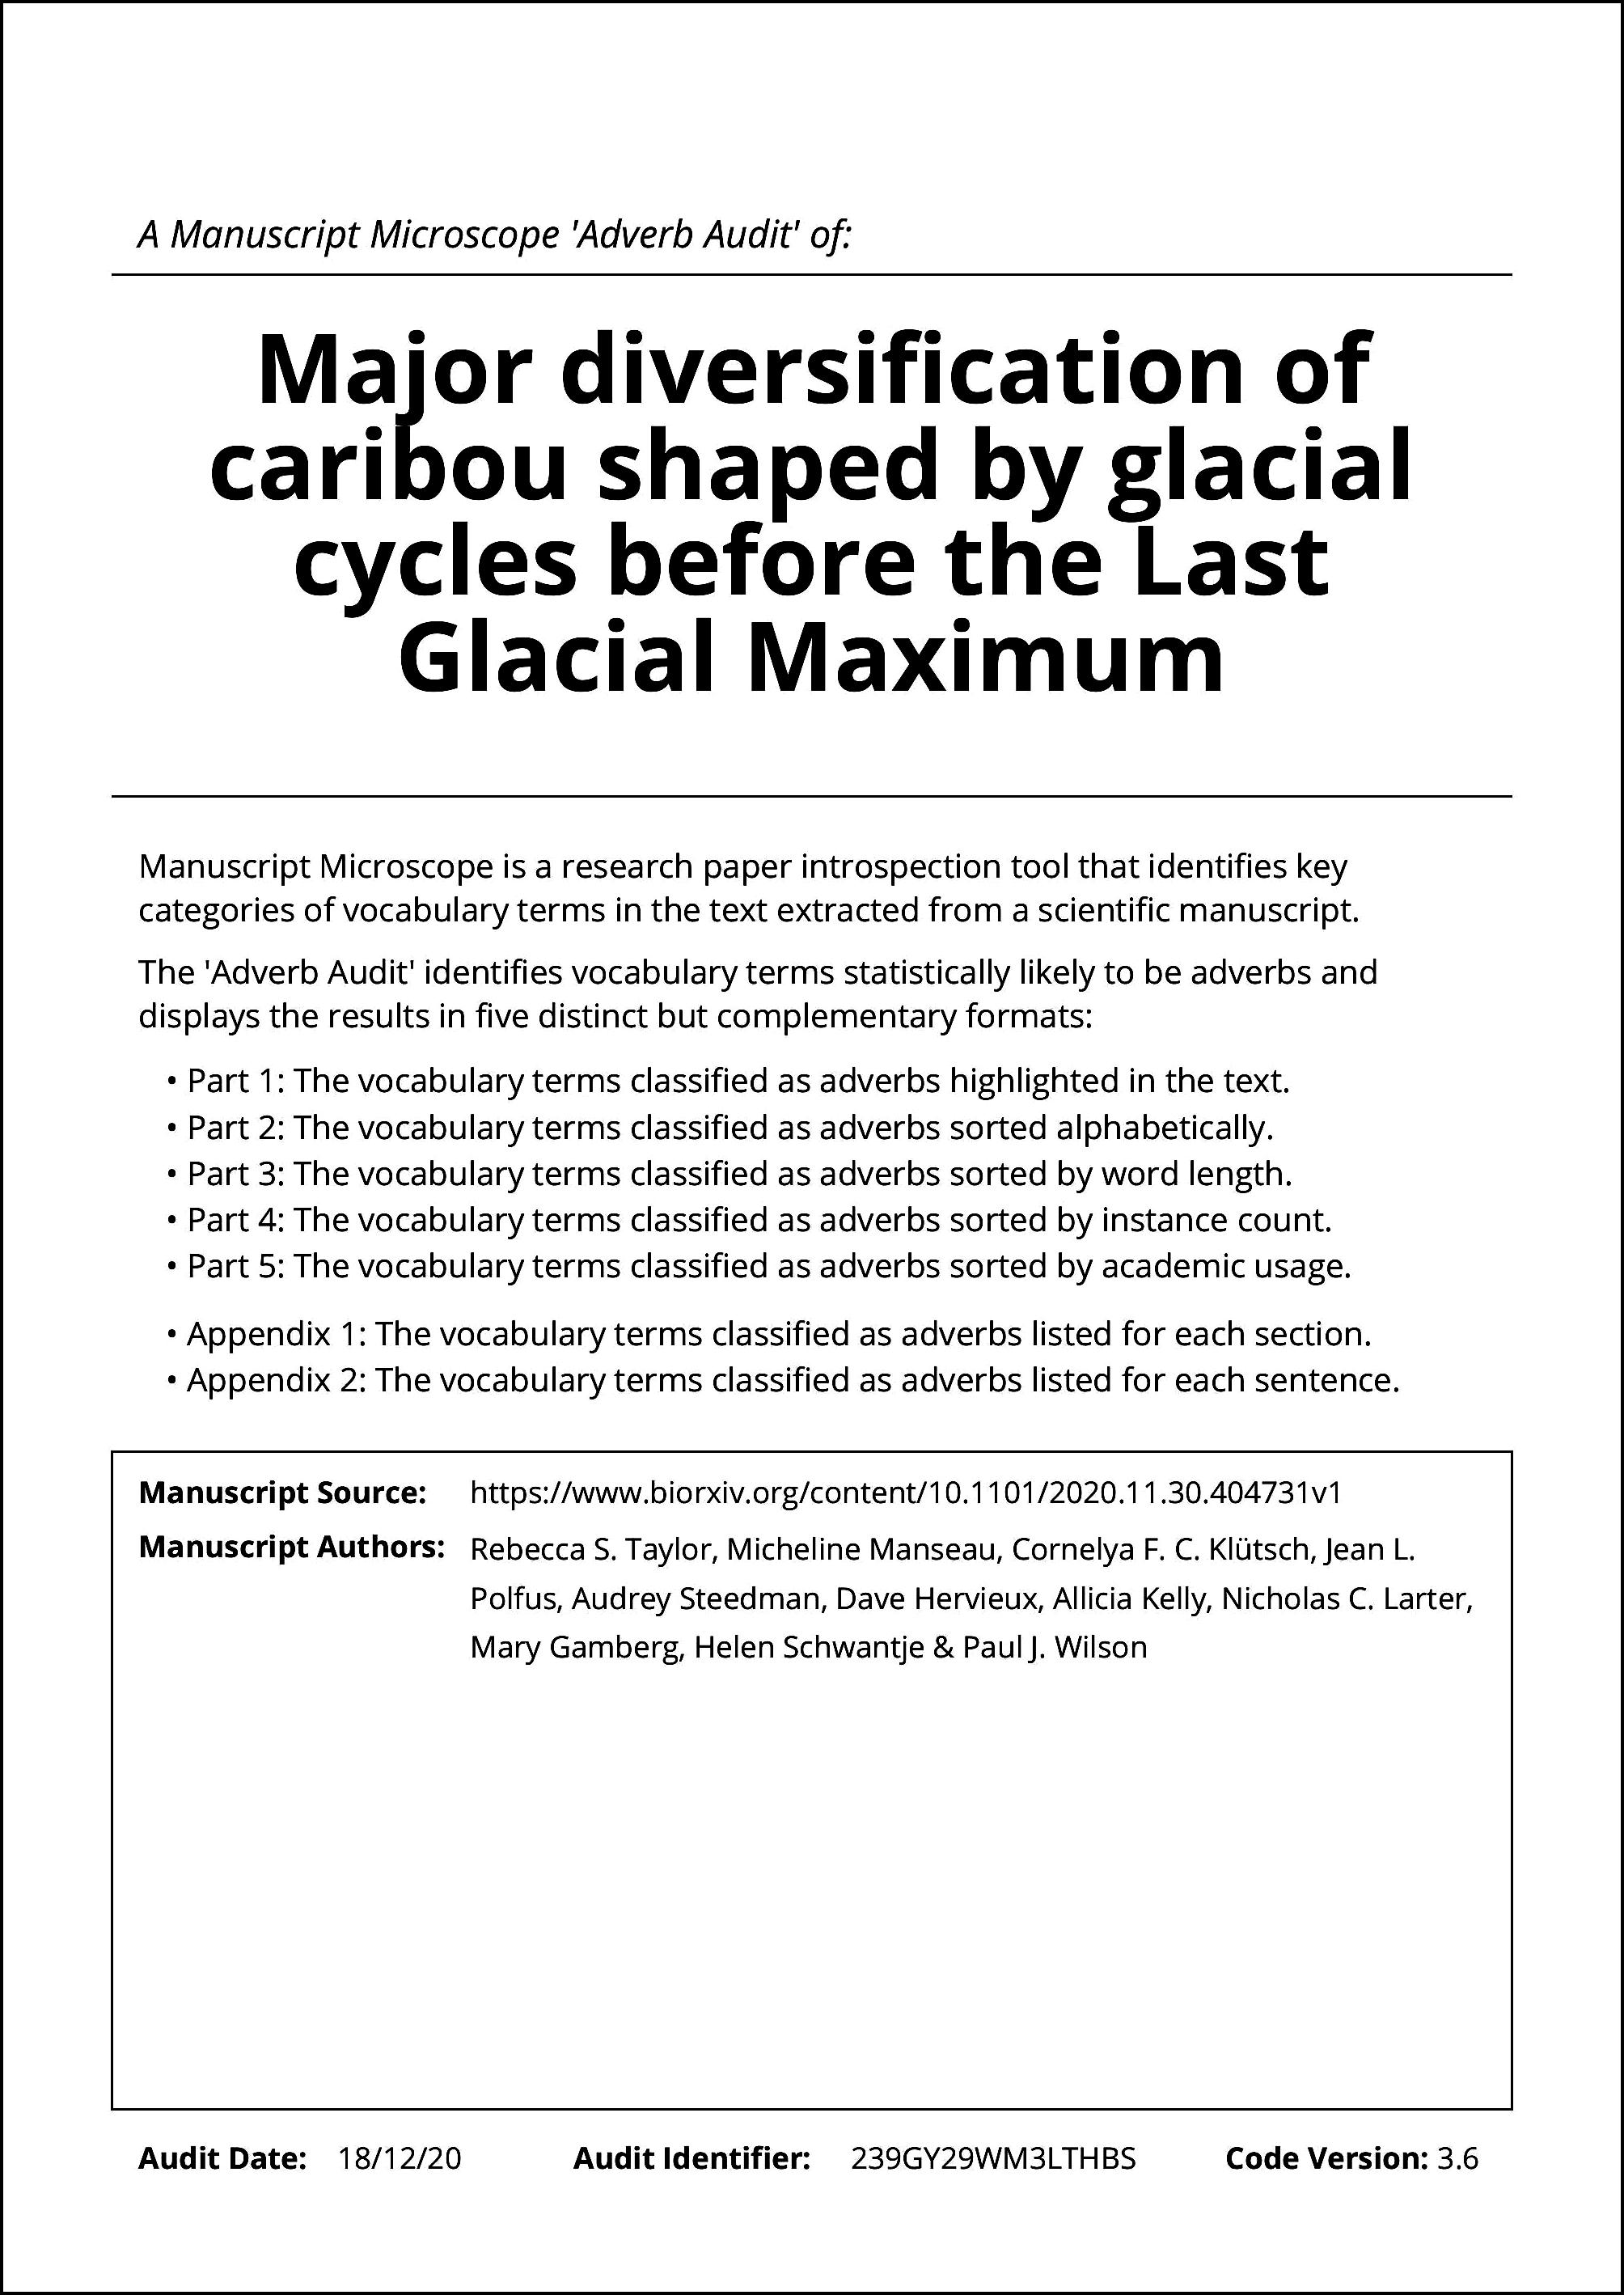 A Manuscript Microscope 'Adverb Audit' of:
Major diversification of
caribou shaped by glacial
cycles before the Last
Glacial Maximum
Manuscript Microscope is a research paper introspection tool that identifies key
categories of vocabulary terms in the text extracted from a scientific manuscript.
The 'Adverb Audit' identifies vocabulary terms statistically likely to be adverbs and
displays the results in five distinct but complementary formats:
• Part 1: The vocabulary terms classified as adverbs highlighted in the text.
• Part 2: The vocabulary terms classified as adverbs sorted alphabetically.
• Part 3: The vocabulary terms classified as adverbs sorted by word length.
• Part 4: The vocabulary terms classified as adverbs sorted by instance count.
• Part 5: The vocabulary terms classified as adverbs sorted by academic usage.
• Appendix 1: The vocabulary terms classified as adverbs listed for each section.
• Appendix 2: The vocabulary terms classified as adverbs listed for each sentence.
Manuscript Source: https://www.biorxiv.org/content/10.1101/2020.11.30.404731v1
Manuscript Authors: Rebecca S. Taylor, Micheline Manseau, Cornelya F. C. Klütsch, Jean L.
Polfus, Audrey Steedman, Dave Hervieux, Allicia Kelly, Nicholas C. Larter,
Mary Gamberg, Helen Schwantje & Paul J. Wilson
Audit Date: 18/12/20 Audit Identifier: 239GY29WM3LTHBS Code Version: 3.6